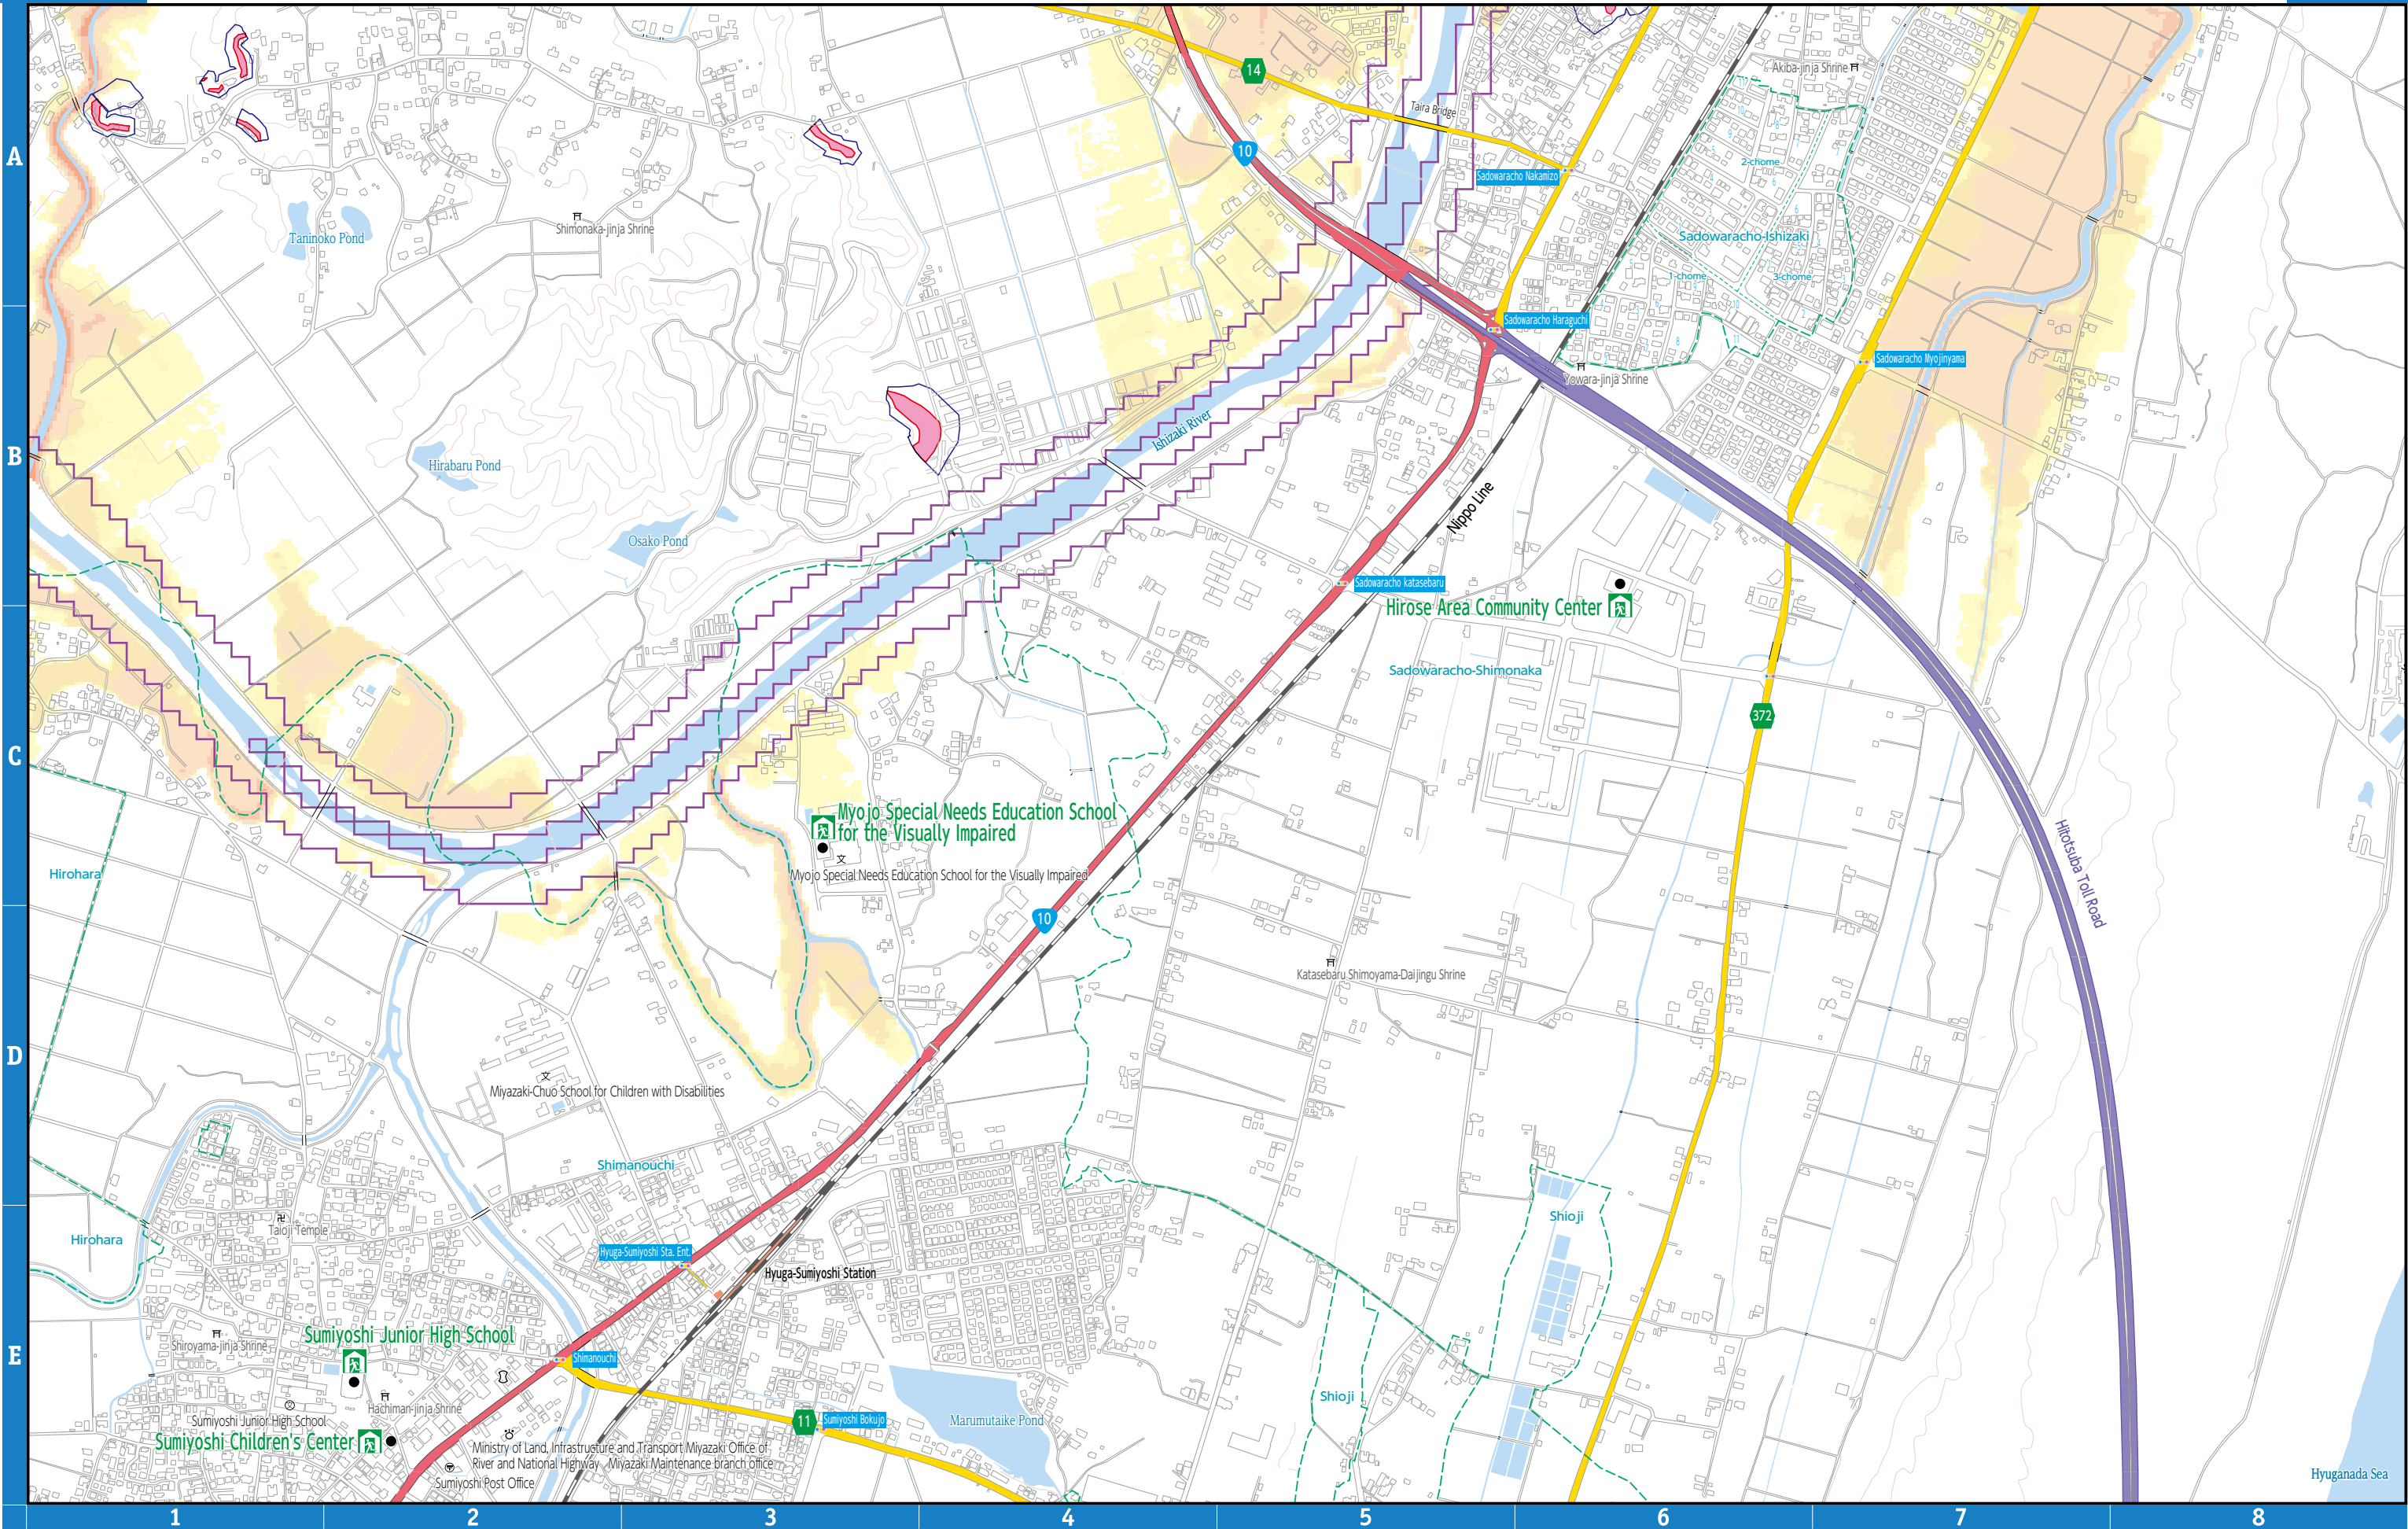 14
Taira Bridge
Akiba-jinja Shrine
A
10
Sadowaracho Nakamizo
2-chome
Shimonaka-jinja Shrine
Taninoko Pond
Sadowaracho-Ishizaki
1-chome
3-chome
Sadowaracho Haraguchi
Sadowaracho Myojinyama
Yowara-jinja Shrine
Ishizaki River
B
Hirabaru Pond
Nippo Line
Osako Pond
Sadowaracho katasebaru
Hirose Area Community Center
Sadowaracho-Shimonaka
372
C
Myojo Special Needs Education School
for the Visually Impaired
Hitotsuba Toll Road
Hirohara
Myojo Special Needs Education School for the Visually Impaired
10
Katasebaru Shimoyama-Daijingu Shrine
D
文
Miyazaki-Chuo School for Children with Disabilities
Shimanouchi
Shioji
Taioji Temple
Hirohara
Hyuga-Sumiyoshi Sta. Ent.
Hyuga-Sumiyoshi Station
Sumiyoshi Junior High School
Shiroyama-jinja Shrine
E
Shimanouchi
Shioji
Hachiman-jinja Shrine
Sumiyoshi Junior High School
11
Sumiyoshi Bokujo
Marumutaike Pond
Sumiyoshi Children's Center
Ministry of Land, Infrastructure and Transport Miyazaki Office of
River and National Highway Miyazaki Maintenance branch office
Hyuganada Sea
Sumiyoshi Post Office
1 2 3 4 5 6 7 8